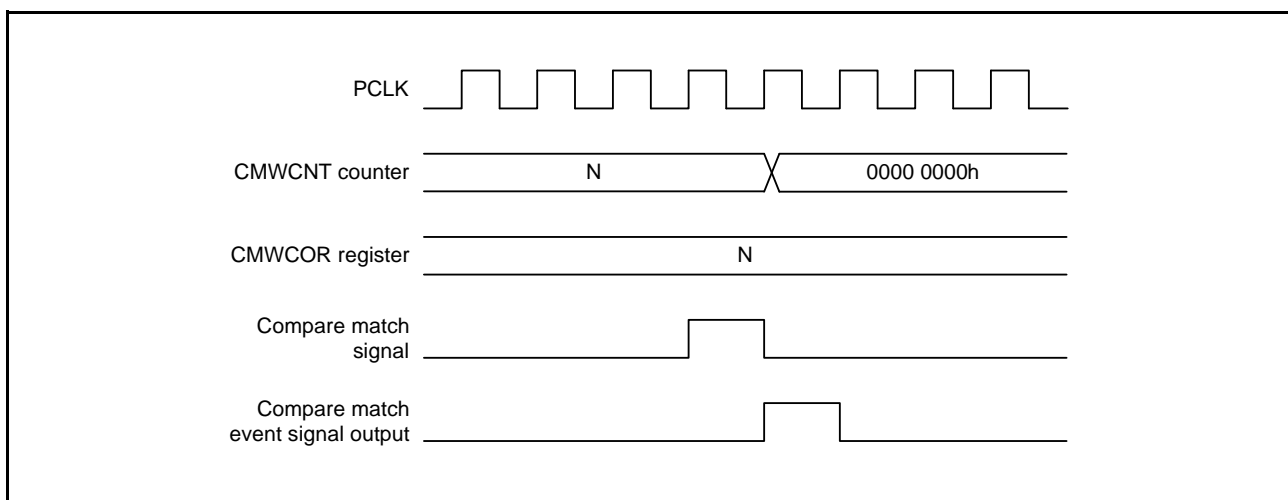 PCLK
CMWCNT counter
N
0000 0000h
CMWCOR register
N
Compare match
signal
Compare match
event signal output